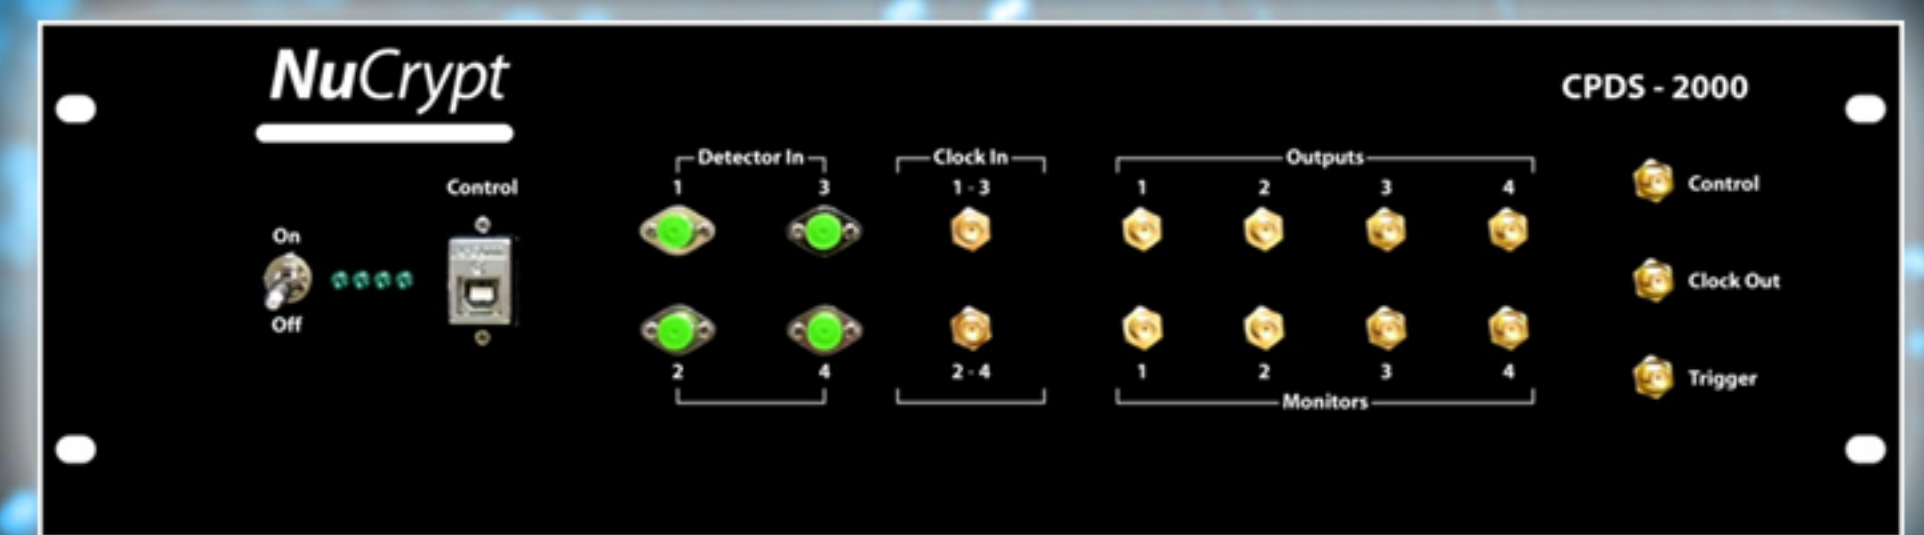 NuCrypt
CPDS - 2000
Control
On
Off
Detector In
1 3
2 4
Clock In
1 - 3
2 - 4
Outputs
1 2 3 4
1 2 3 4
Monitors
Control
Clock Out
Trigger